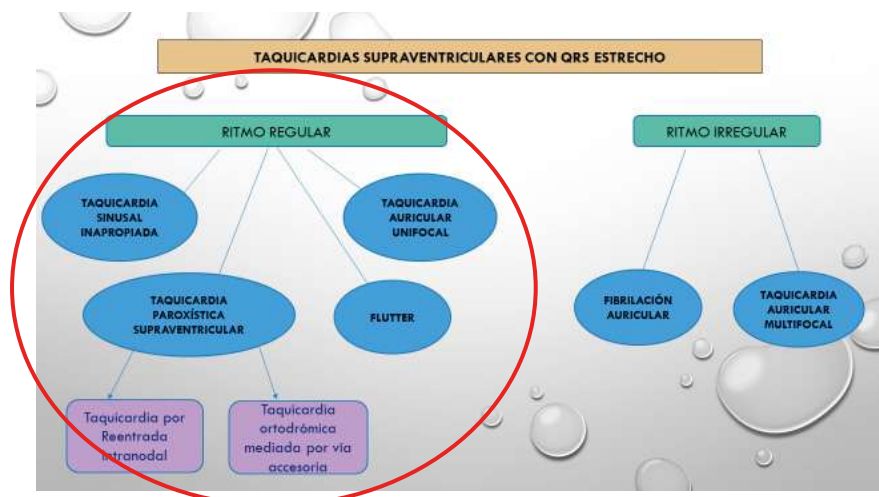 TAQUICARDIAS SUPRAVENTRICULARES CON QRS ESTRECHO
RITMO REGULAR
RITMO IRREGULAR
TAQUICARDIA
SINUSAL
INAPROPIADA
TAQUICARDIA
AURICULAR
UNIFOCAL
TAQUICARDIA
PAROXÍSTICA
SUPRAVENTRICULAR
FLUTTER
FIBRILACIÓN
AURICULAR
TAQUICARDIA
AURICULAR
MULTIFOCAL
Taquicardia por
Reentrada
intranodal
Taquicardia
ortodrómica
mediada por vía
accesoria